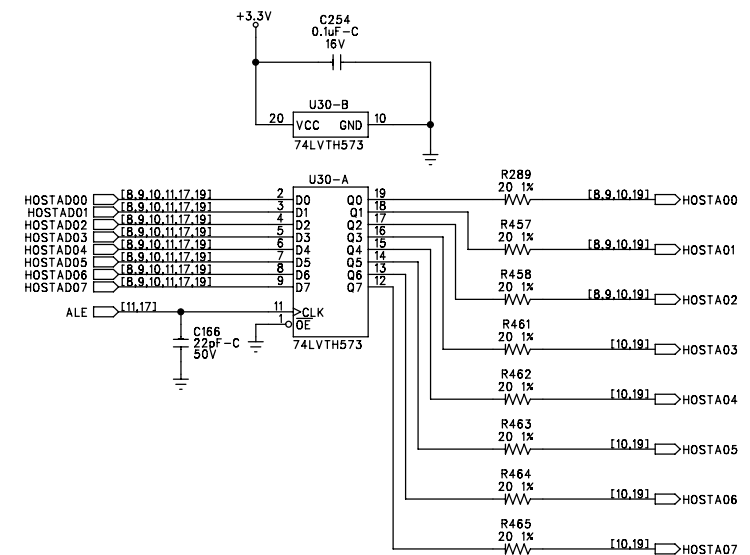 +3.3V
C254
0.1uF-C
16V
U30-B
20 VCC GND 10
74LVTH573
U30-A
R289
20 1%
HOSTAD00 [8,9,10,11,17,19] 2 D0 Q0 19 [8,9,10,19] HOSTA00
HOSTAD01 [8,9,10,11,17,19] 3 D1 Q1 18
HOSTAD02 [8,9,10,11,17,19] 4 D2 Q2 17
HOSTAD03 [8,9,10,11,17,19] 5 D3 Q3 16
HOSTAD04 [8,9,10,11,17,19] 6 D4 Q4 15
HOSTAD05 [8,9,10,11,17,19] 7 D5 Q5 14
HOSTAD06 [8,9,10,11,17,19] 8 D6 Q6 13
HOSTAD07 [8,9,10,11,17,19] 9 D7 Q7 12
ALE [11,17] 11 CLK
1 OE
74LVTH573
C166
22pF-C
50V
R457
20 1%
[8,9,10,19] HOSTA01
R458
20 1%
[8,9,10,19] HOSTA02
R461
20 1%
[10,19] HOSTA03
R462
20 1%
[10,19] HOSTA04
R463
20 1%
[10,19] HOSTA05
R464
20 1%
[10,19] HOSTA06
R465
20 1%
[10,19] HOSTA07